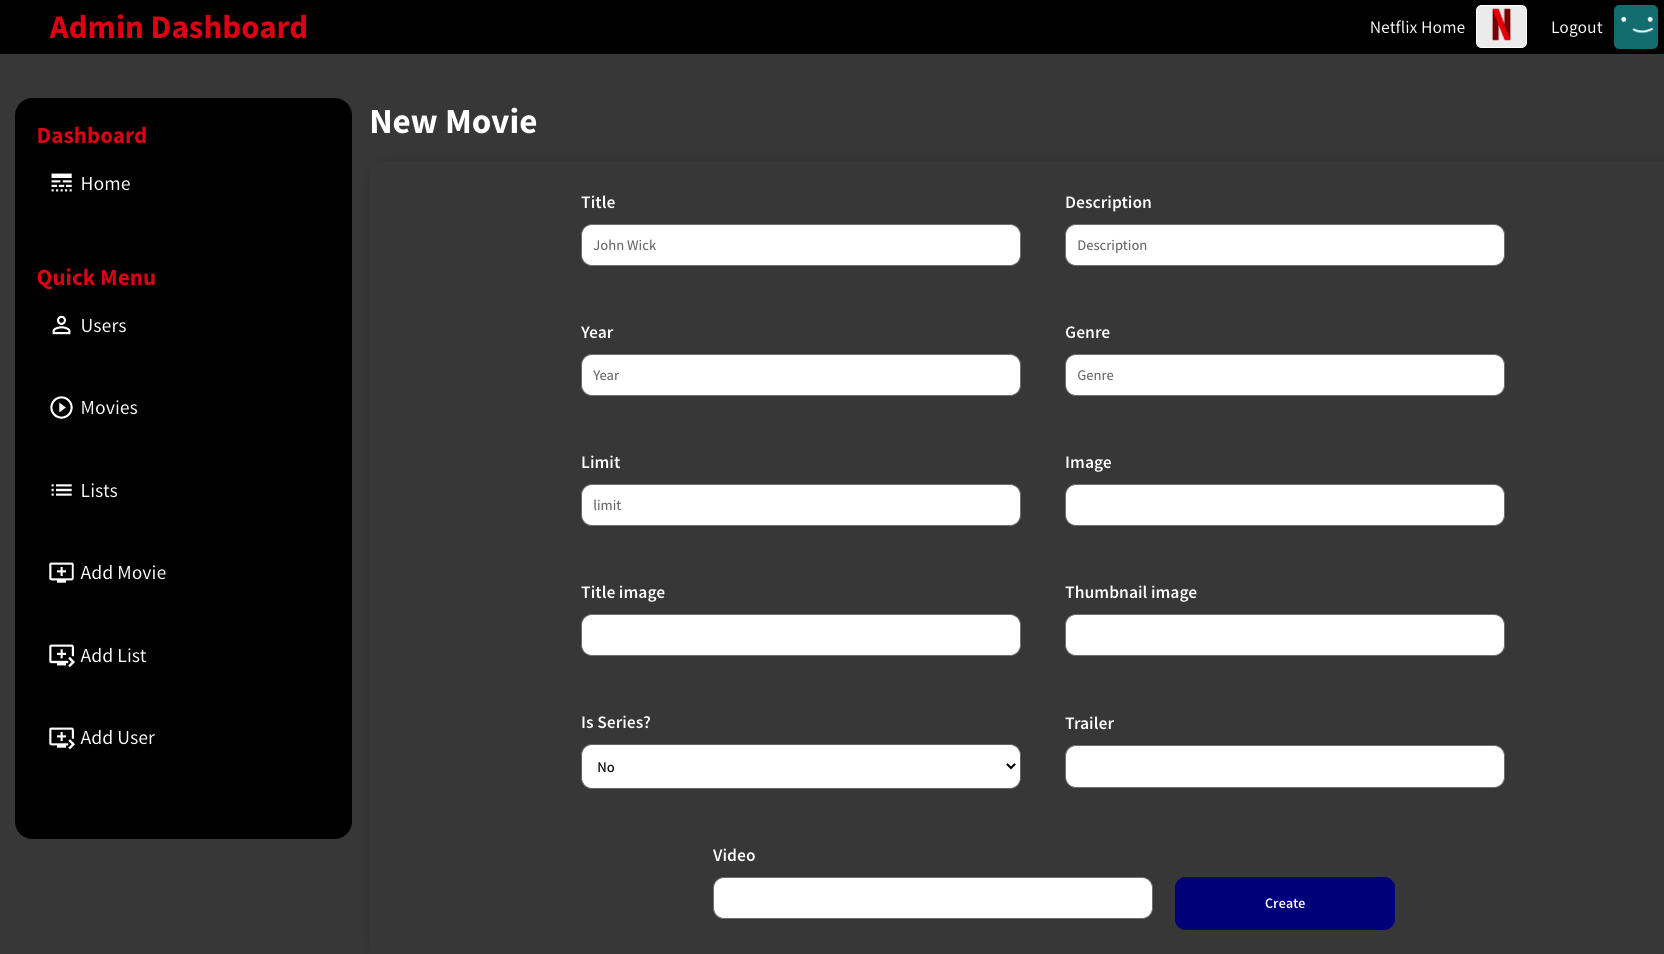 Admin Dashboard
Netflix Home
N
Logout
Dashboard
Home
Quick Menu
Users
Movies
Lists
Add Movie
Add List
Add User
New Movie
Title
Description
John Wick
Description
Year
Genre
Year
Genre
Limit
Image
limit
Title image
Thumbnail image
Is Series?
Trailer
No
Video
Create